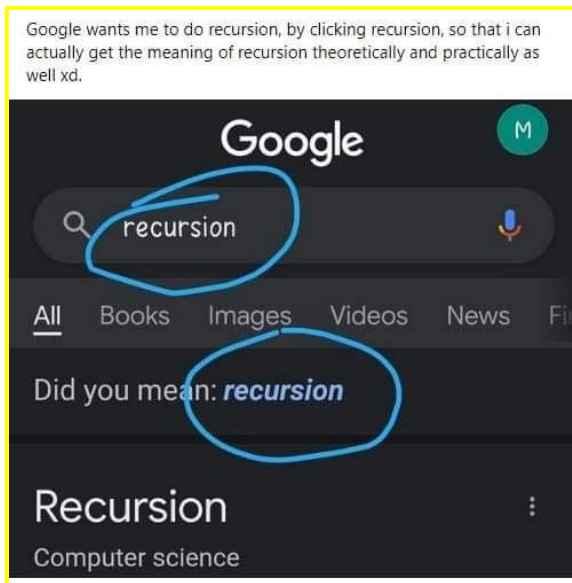 Google wants me to do recursion, by clicking recursion, so that i can
actually get the meaning of recursion theoretically and practically as
well xd.
Google
M
recursion
All Books Images Videos News Fi
Did you mean: recursion
Recursion
Computer science